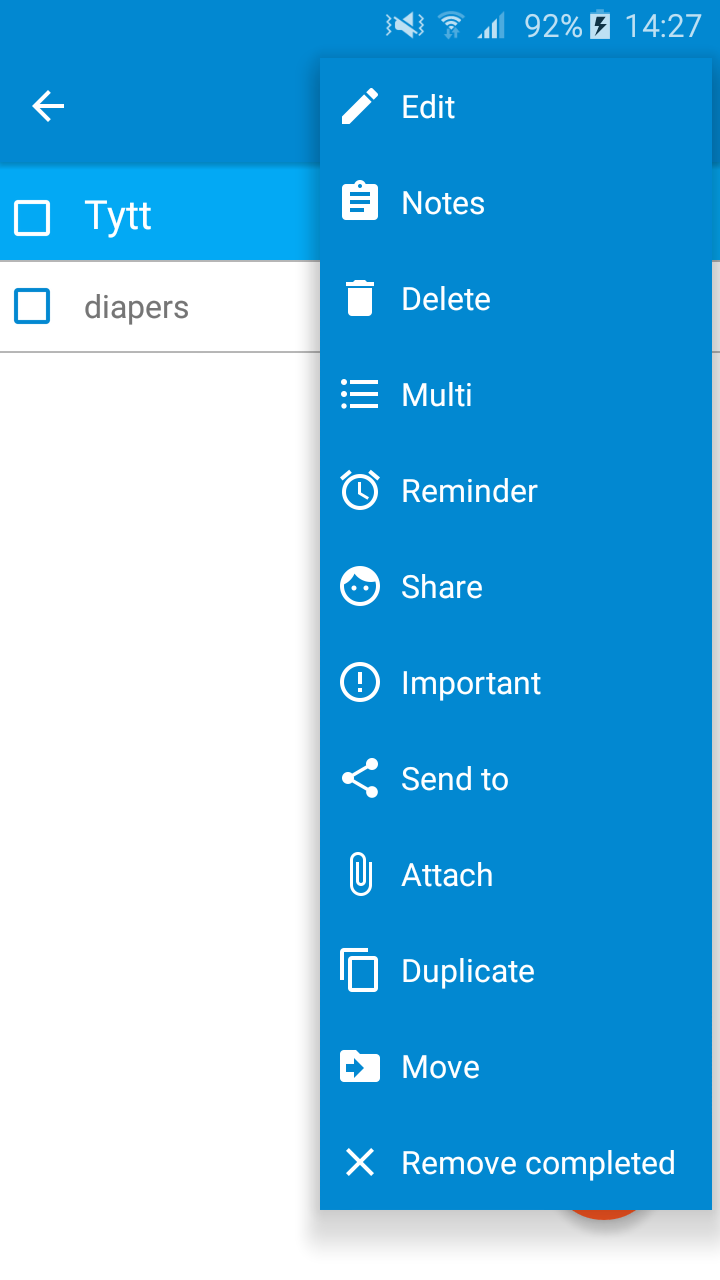 92% 14:27
Edit
Tytt
Notes
diapers
Delete
Multi
Reminder
Share
Important
Send to
Attach
Duplicate
Move
Remove completed